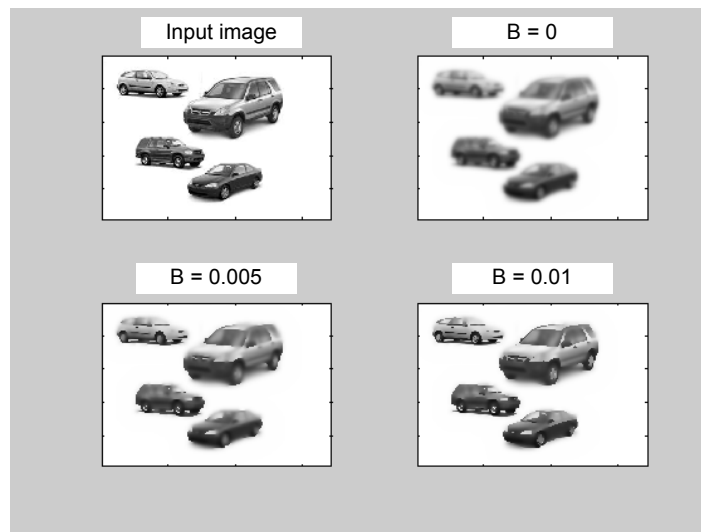 Input image
B = 0
B = 0.005
B = 0.01